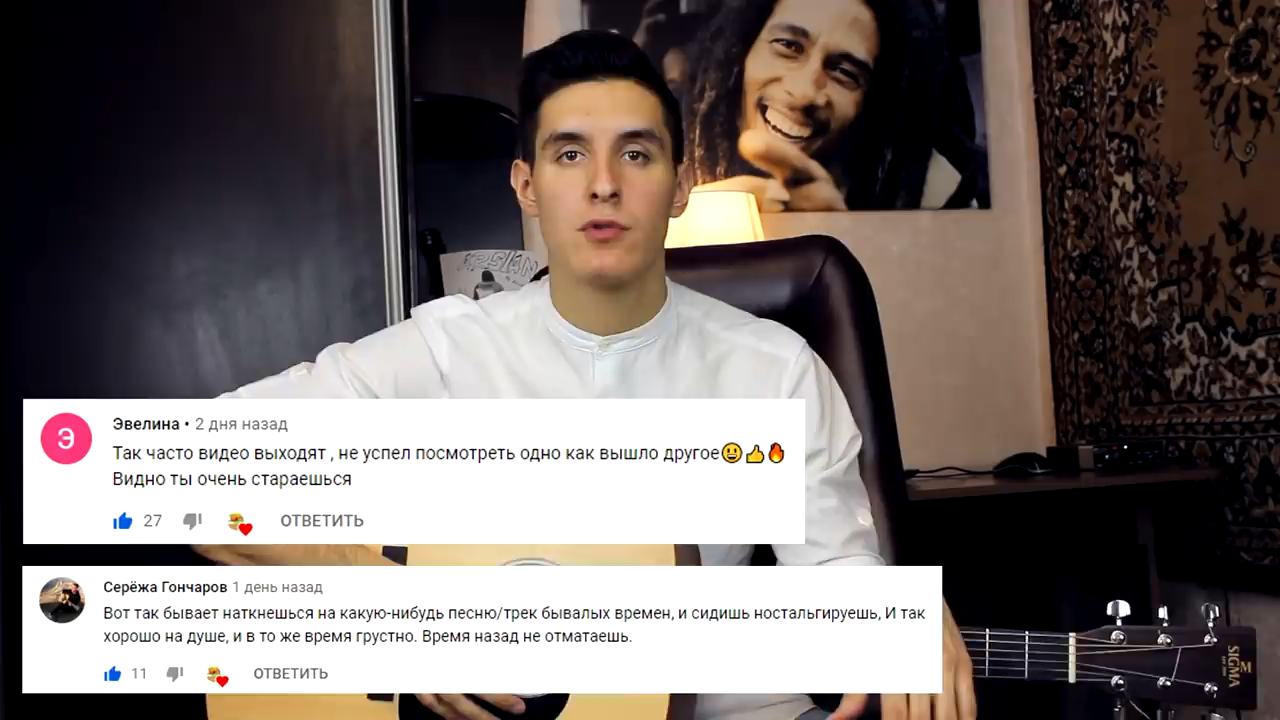 ARSLAN
Эвелина • 2 дня назад
Так часто видео выходят , не успел посмотреть одно как вышло другое😀👍🔥
Видно ты очень стараешься
27 ОТВЕТИТЬ
Серёжа Гончаров 1 день назад
Вот так бывает наткнешься на какую-нибудь песню/трек бывалых времен, и сидишь ностальгируешь, И так
хорошо на душе, и в то же время грустно. Время назад не отматаешь.
11 ОТВЕТИТЬ
SIGMA